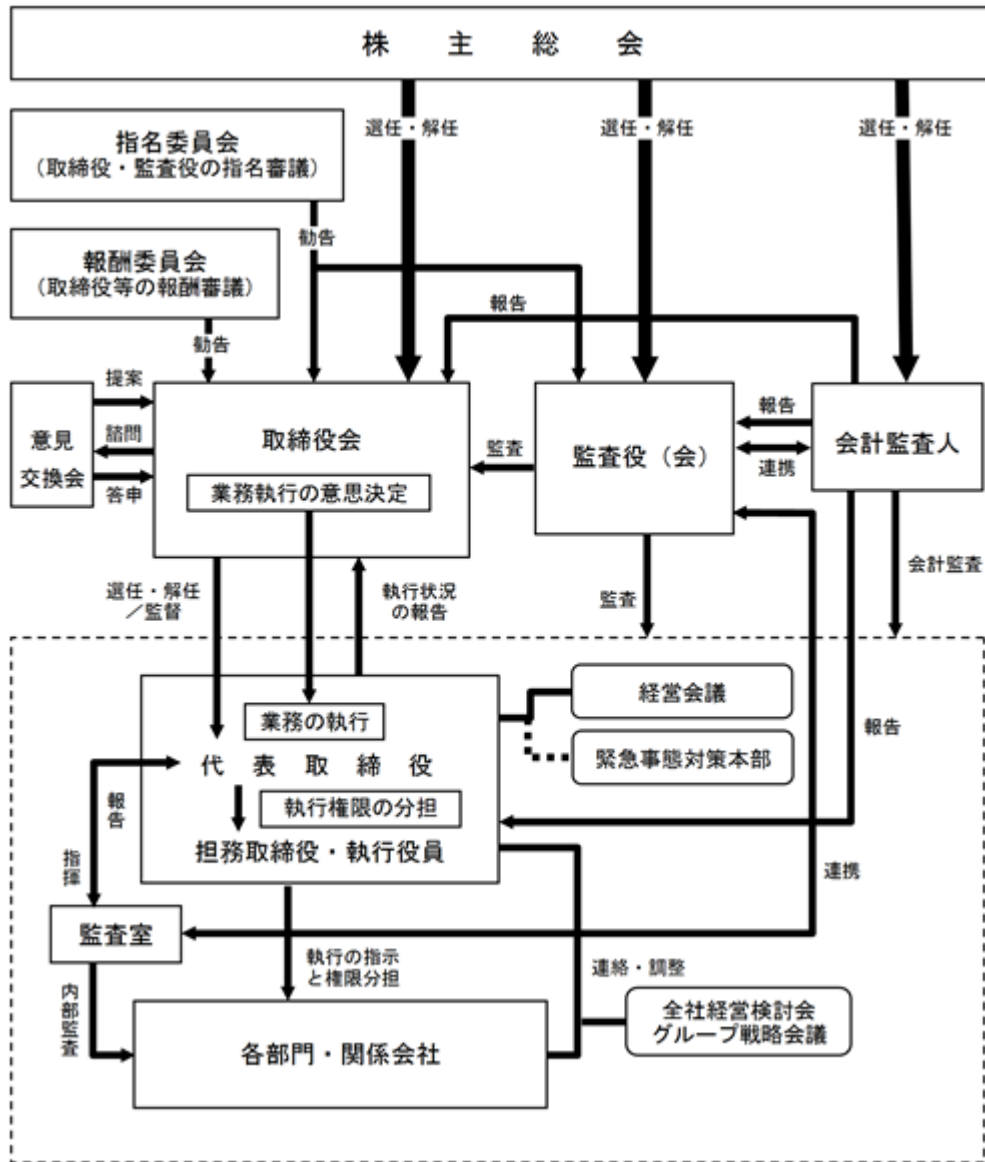 株主総会
選任・解任
選任・解任
選任・解任
指名委員会
(取締役・監査役の指名審議)
勧告
報酬委員会
(取締役等の報酬審議)
勧告
報告
提案
意見
交換会
諮問
答申
取締役会
業務執行の意思決定
監査
監査役(会)
報告
連携
会計監査人
選任・解任
/監督
執行状況
の報告
監査
会計監査
業務の執行
代表取締役
執行権限の分担
担務取締役・執行役員
経営会議
緊急事態対策本部
報告
報告
指揮
連携
監査室
執行の指示
と権限分担
連絡・調整
内部監査
全社経営検討会
グループ戦略会議
各部門・関係会社